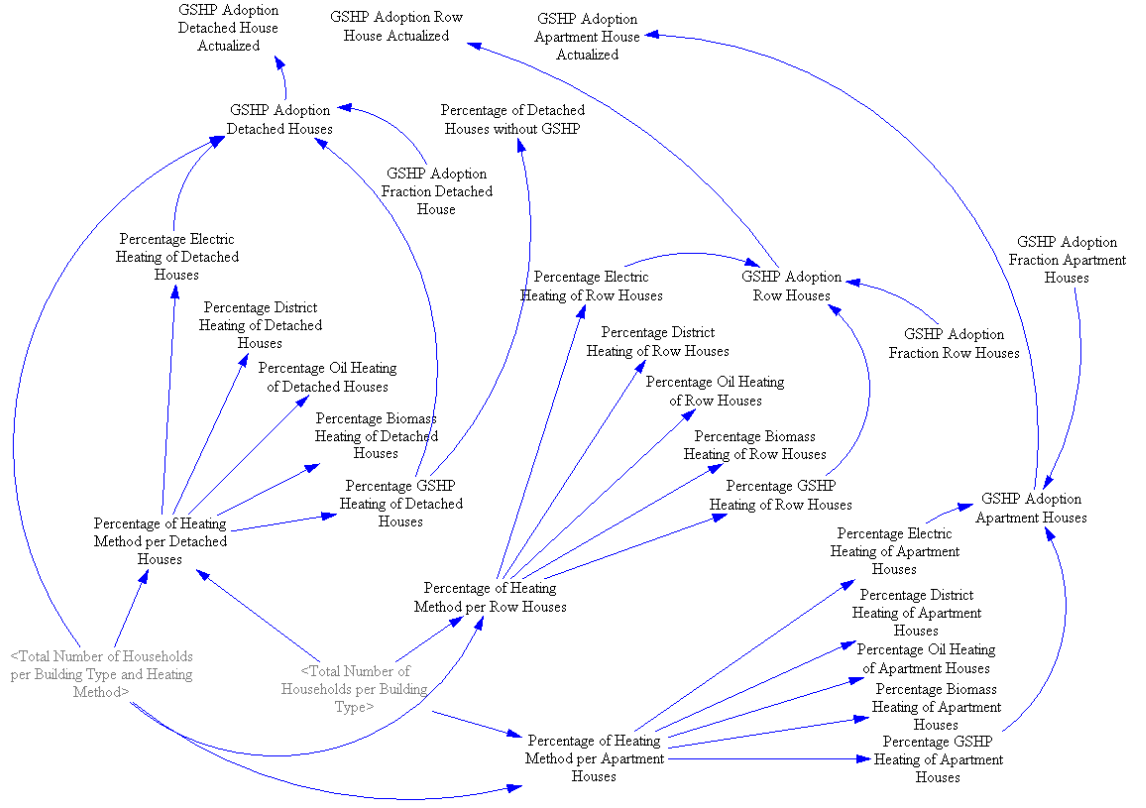 GSHP Adoption
Detached House
Actualized
GSHP Adoption Row
House Actualized
GSHP Adoption
Apartment House
Actualized
GSHP Adoption
Detached Houses
Percentage of Detached
Houses without GSHP
GSHP Adoption
Fraction Detached
House
Percentage Electric
Heating of Detached
Houses
Percentage Electric
Heating of Row Houses
GSHP Adoption
Row Houses
GSHP Adoption
Fraction Apartment
Houses
Percentage District
Heating of Detached
Houses
Percentage District
Heating of Row Houses
GSHP Adoption
Fraction Row Houses
Percentage Oil Heating
of Detached Houses
Percentage Oil Heating
of Row Houses
Percentage Biomass
Heating of Detached
Houses
Percentage Biomass
Heating of Row Houses
Percentage GSHP
Heating of Detached
Houses
Percentage GSHP
Heating of Row Houses
GSHP Adoption
Apartment Houses
Percentage of Heating
Method per Detached
Houses
Percentage Electric
Heating of Apartment
Houses
Percentage of Heating
Method per Row Houses
Percentage District
Heating of Apartment
Houses
<Total Number of Households
per Building Type and Heating
Method>
<Total Number of
Households per Building
Type>
Percentage Oil Heating
of Apartment Houses
Percentage Biomass
Heating of Apartment
Houses
Percentage of Heating
Method per Apartment
Houses
Percentage GSHP
Heating of Apartment
Houses